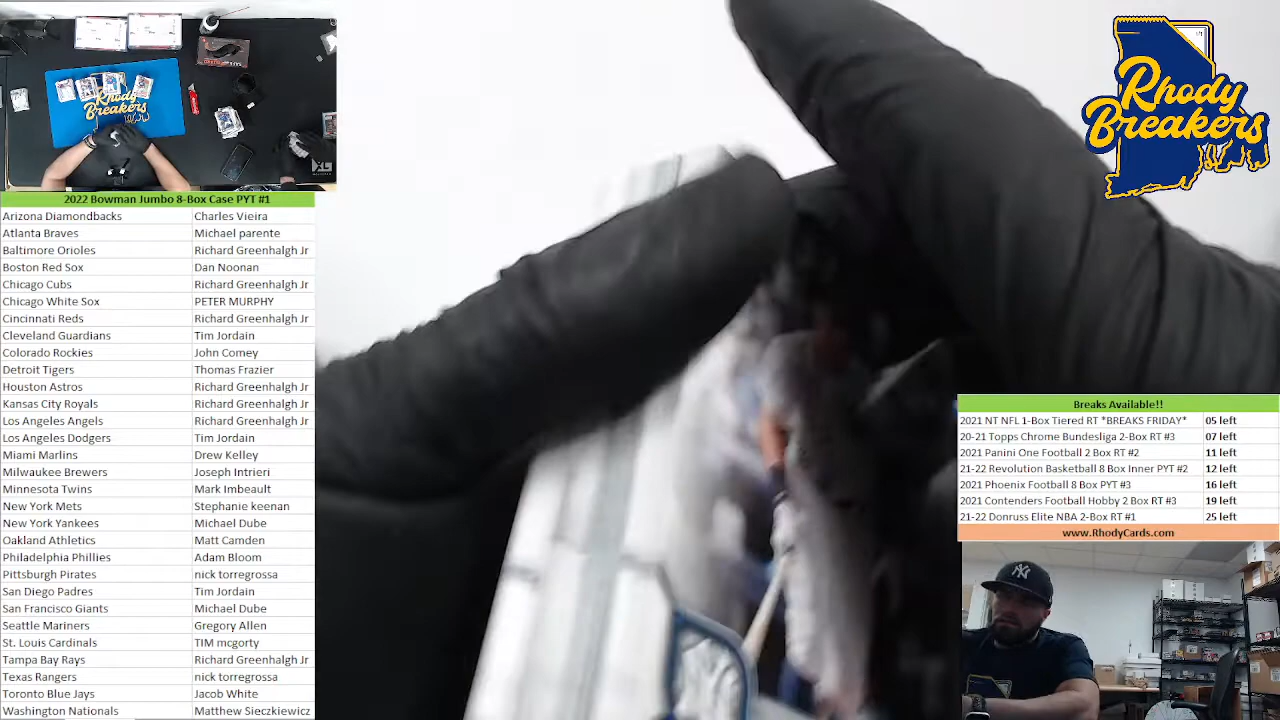 Rhody
Breakers
2022 Bowman Jumbo 8-Box Case PYT #1
Arizona Diamondbacks Charles Vieira
Atlanta Braves Michael parente
Baltimore Orioles Richard Greenhalgh Jr
Boston Red Sox Dan Noonan
Chicago Cubs Richard Greenhalgh Jr
Chicago White Sox PETER MURPHY
Cincinnati Reds Richard Greenhalgh Jr
Cleveland Guardians Tim Jordain
Colorado Rockies John Comey
Detroit Tigers Thomas Frazier
Houston Astros Richard Greenhalgh Jr
Kansas City Royals Richard Greenhalgh Jr
Los Angeles Angels Richard Greenhalgh Jr
Los Angeles Dodgers Tim Jordain
Miami Marlins Drew Kelley
Milwaukee Brewers Joseph Intrieri
Minnesota Twins Mark Imbeault
New York Mets Stephanie keenan
New York Yankees Michael Dube
Oakland Athletics Matt Camden
Philadelphia Phillies Adam Bloom
Pittsburgh Pirates nick torregrossa
San Diego Padres Tim Jordain
San Francisco Giants Michael Dube
Seattle Mariners Gregory Allen
St. Louis Cardinals TIM mcgorty
Tampa Bay Rays Richard Greenhalgh Jr
Texas Rangers nick torregrossa
Toronto Blue Jays Jacob White
Washington Nationals Matthew Sieczkiewicz
Rhody
Breakers
1/1
Breaks Available!!
2021 NT NFL 1-Box Tiered RT *BREAKS FRIDAY* 05 left
20-21 Topps Chrome Bundesliga 2-Box RT #3 07 left
2021 Panini One Football 2 Box RT #2 11 left
21-22 Revolution Basketball 8 Box Inner PYT #2 12 left
2021 Phoenix Football 8 Box PYT #3 16 left
2021 Contenders Football Hobby 2 Box RT #3 19 left
21-22 Donruss Elite NBA 2-Box RT #1 25 left
www.RhodyCards.com
NY